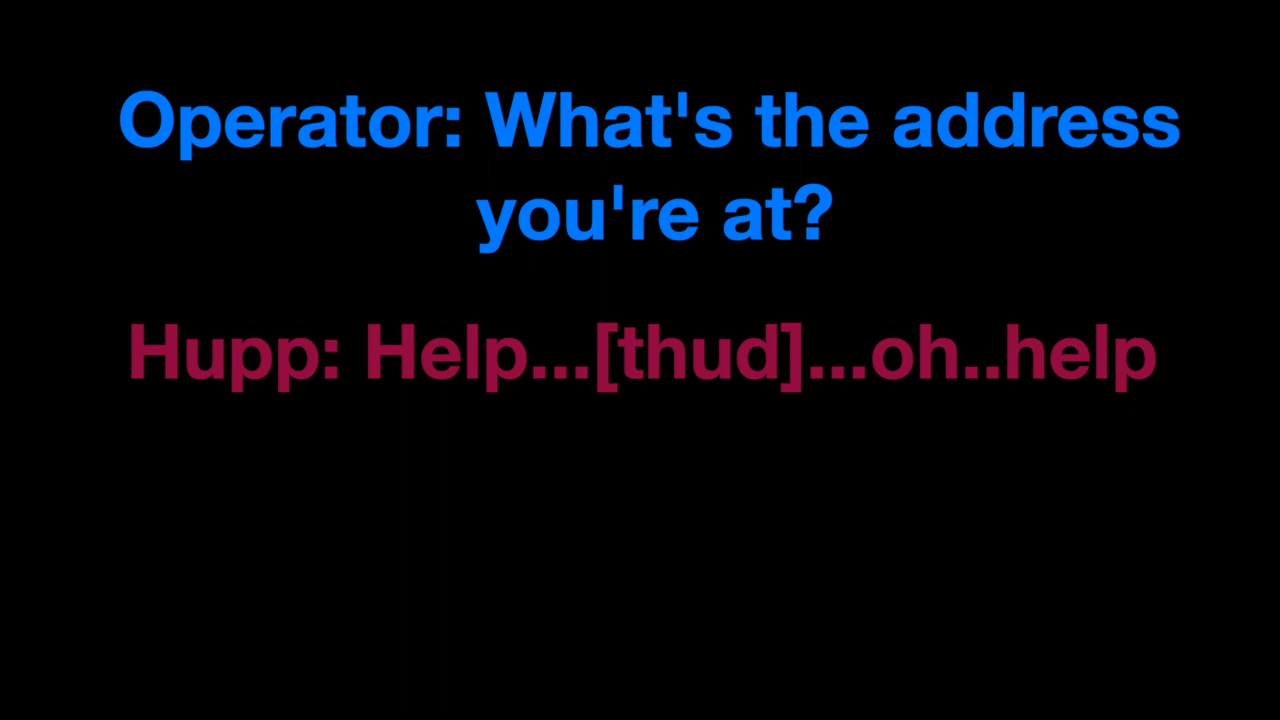 Operator: What's the address
you're at?
Hupp: Help...[thud]...oh..help